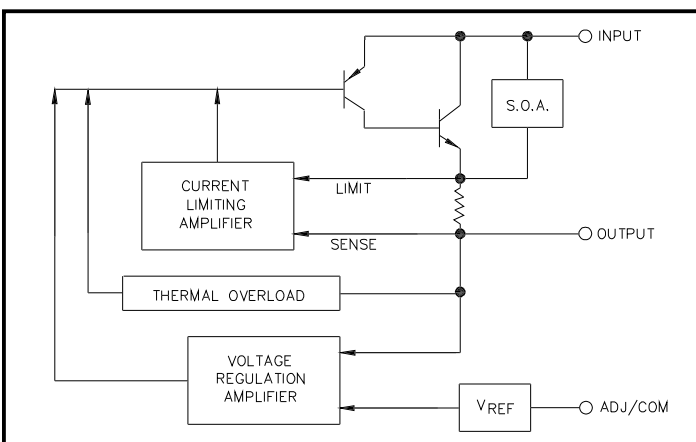 INPUT
S.O.A.
CURRENT
LIMITING
AMPLIFIER
LIMIT
SENSE
OUTPUT
THERMAL OVERLOAD
VOLTAGE
REGULATION
AMPLIFIER
VREF
ADJ/COM